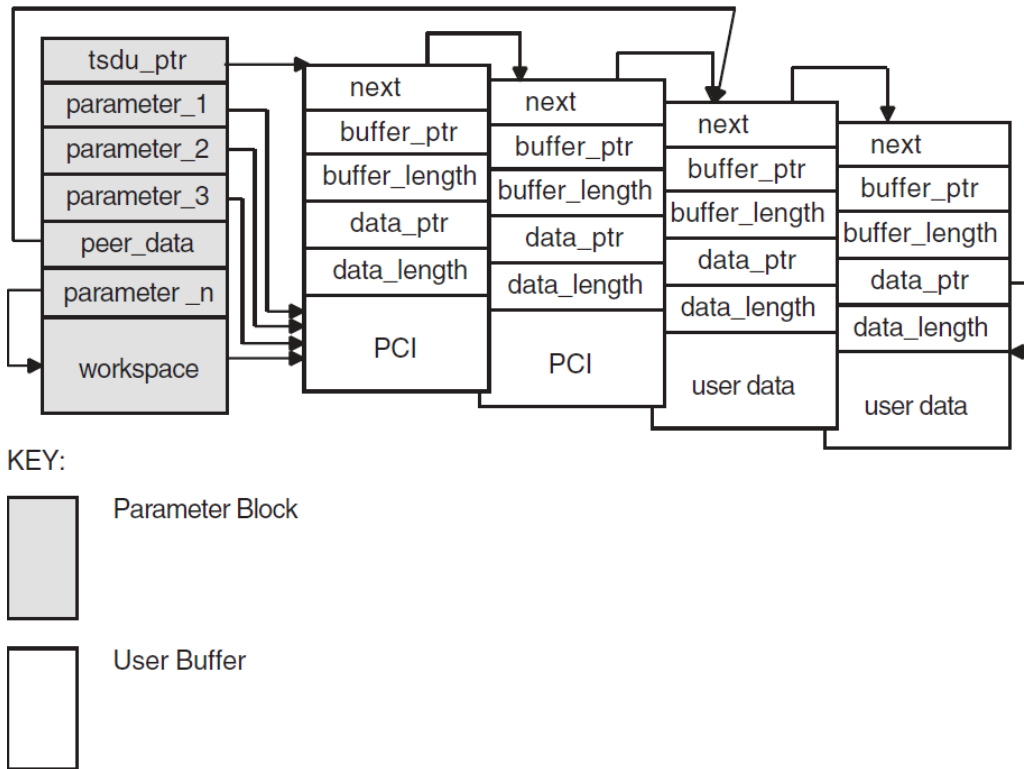 tsdu_ptr
parameter_1
parameter_2
parameter_3
peer_data
parameter _n
workspace
next
buffer_ptr
buffer_length
data_ptr
data_length
PCI
next
buffer_ptr
buffer_length
data_ptr
data_length
PCI
next
buffer_ptr
buffer_length
data_ptr
data_length
user data
next
buffer_ptr
buffer_length
data_ptr
data_length
user data
KEY:
Parameter Block
User Buffer